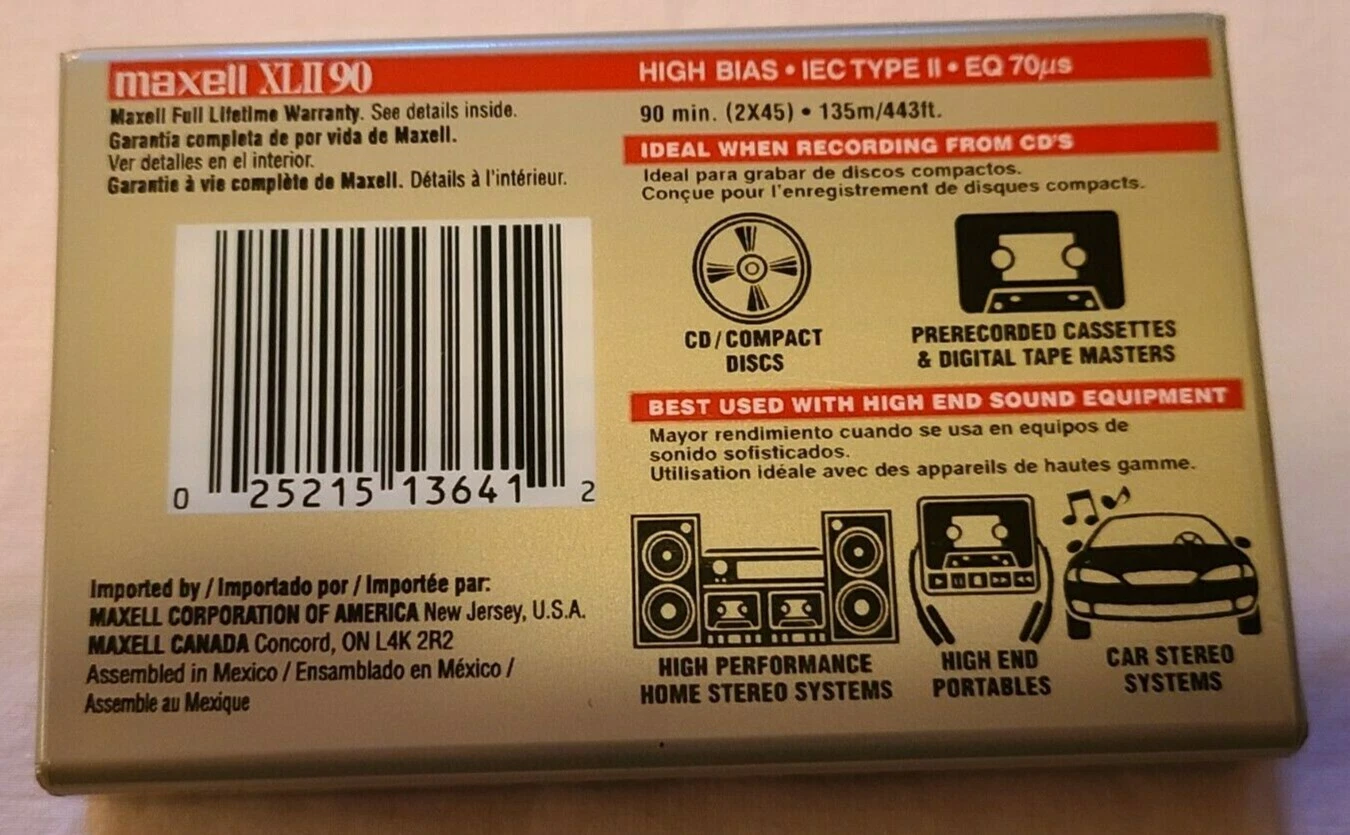 maxell XLII 90
Maxell Full Lifetime Warranty. See details inside.
Garantía completa de por vida de Maxell.
Ver detalles en el interior.
Garantie à vie complète de Maxell. Détails à l'intérieur.
0 25215 13641 2
Imported by / Importado por / Importée par:
MAXELL CORPORATION OF AMERICA New Jersey, U.S.A.
MAXELL CANADA Concord, ON L4K 2R2
Assembled in Mexico / Ensamblado en México /
Assemble au Mexique
HIGH BIAS • IEC TYPE II • EQ 70µs
90 min. (2X45) • 135m/443ft.
IDEAL WHEN RECORDING FROM CD'S
Ideal para grabar de discos compactos.
Conçue pour l'enregistrement de disques compacts.
CD/COMPACT
DISCS
PRERECORDED CASSETTES
& DIGITAL TAPE MASTERS
BEST USED WITH HIGH END SOUND EQUIPMENT
Mayor rendimiento cuando se usa en equipos de
sonido sofisticados.
Utilisation idéale avec des appareils de hautes gamme.
HIGH PERFORMANCE
HOME STEREO SYSTEMS
HIGH END
PORTABLES
CAR STEREO
SYSTEMS